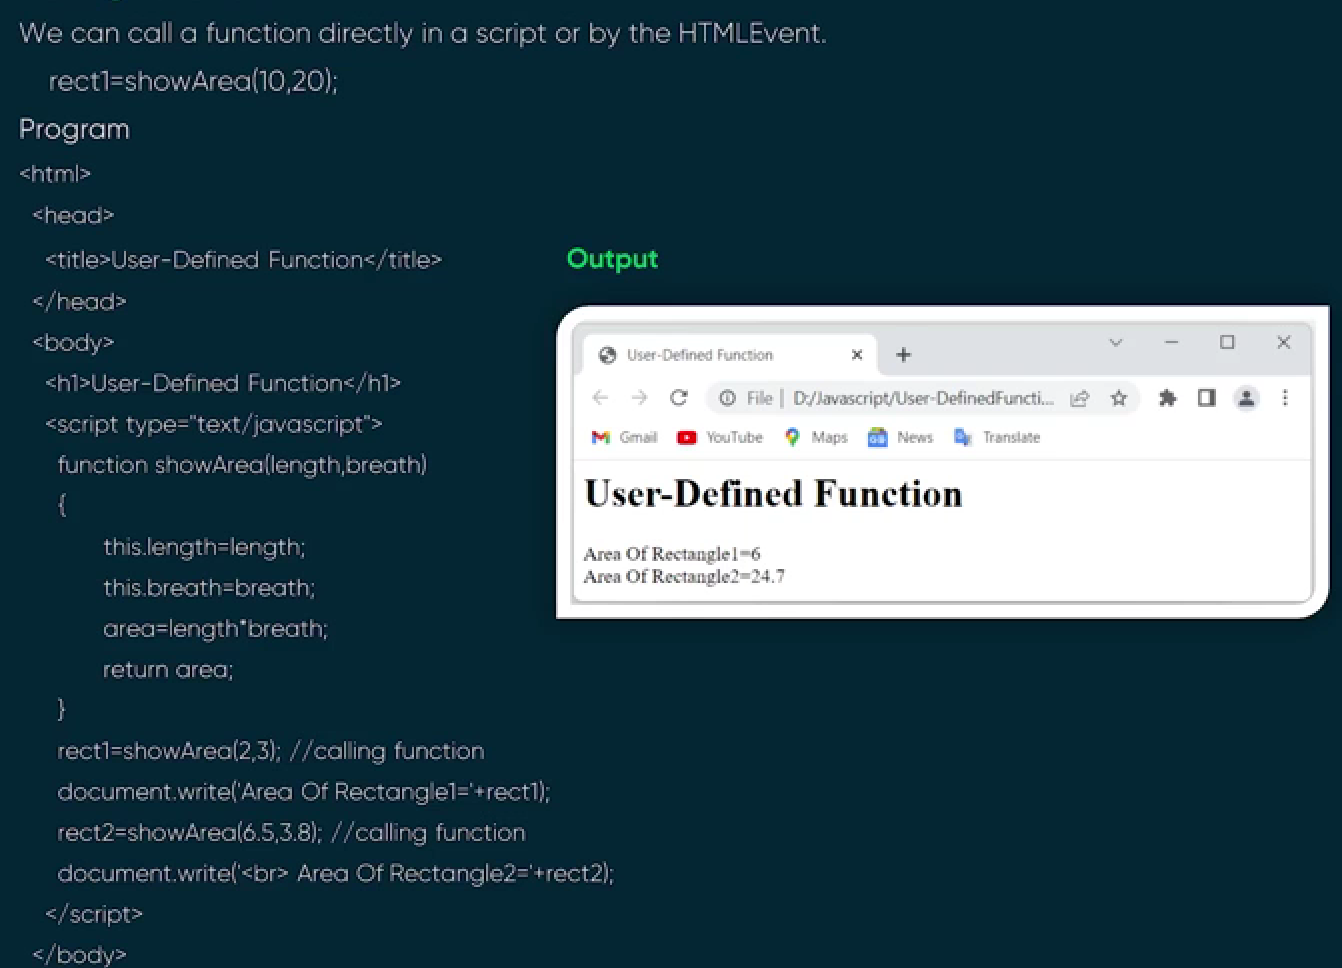 We can call a function directly in a script or by the HTMLEvent.
rect1=showArea(10,20);
Program
<html>
<head>
<title>User-Defined Function</title>
</head>
<body>
<h1>User-Defined Function</h1>
<script type="text/javascript">
function showArea(length,breath)
{
this.length=length;
this.breath=breath;
area=length*breath;
return area;
}
rect1=showArea(2,3); //calling function
document.write('Area Of Rectangle1='+rect1);
rect2=showArea(6.5,3.8); //calling function
document.write('<br> Area Of Rectangle2='+rect2);
</script>
</body>
Output
User-Defined Function
File | D:/Javascript/User-DefinedFuncti...
Gmail YouTube Maps News Translate
User-Defined Function
Area Of Rectangle1=6
Area Of Rectangle2=24.7